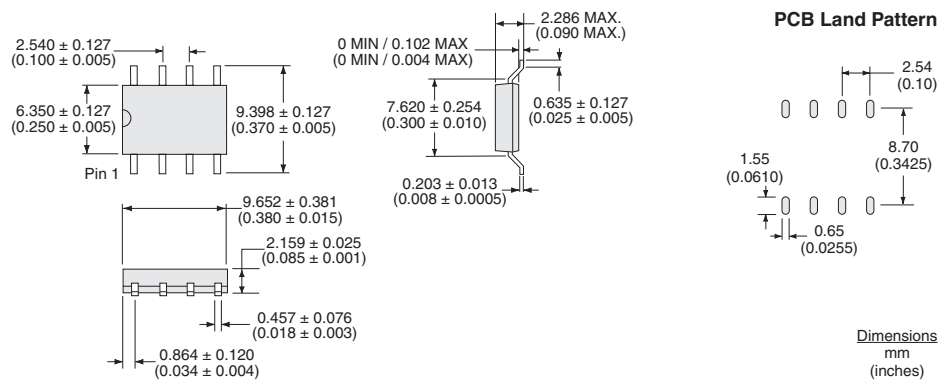 2.286 MAX.
(0.090 MAX.)
PCB Land Pattern
2.540 ± 0.127
(0.100 ± 0.005)
0 MIN / 0.102 MAX
(0 MIN / 0.004 MAX)
2.54
(0.10)
6.350 ± 0.127
(0.250 ± 0.005)
9.398 ± 0.127
(0.370 ± 0.005)
7.620 ± 0.254
(0.300 ± 0.010)
0.635 ± 0.127
(0.025 ± 0.005)
8.70
(0.3425)
Pin 1
1.55
(0.0610)
0.203 ± 0.013
(0.008 ± 0.0005)
9.652 ± 0.381
(0.380 ± 0.015)
0.65
(0.0255)
2.159 ± 0.025
(0.085 ± 0.001)
0.457 ± 0.076
(0.018 ± 0.003)
0.864 ± 0.120
(0.034 ± 0.004)
Dimensions
mm
(inches)